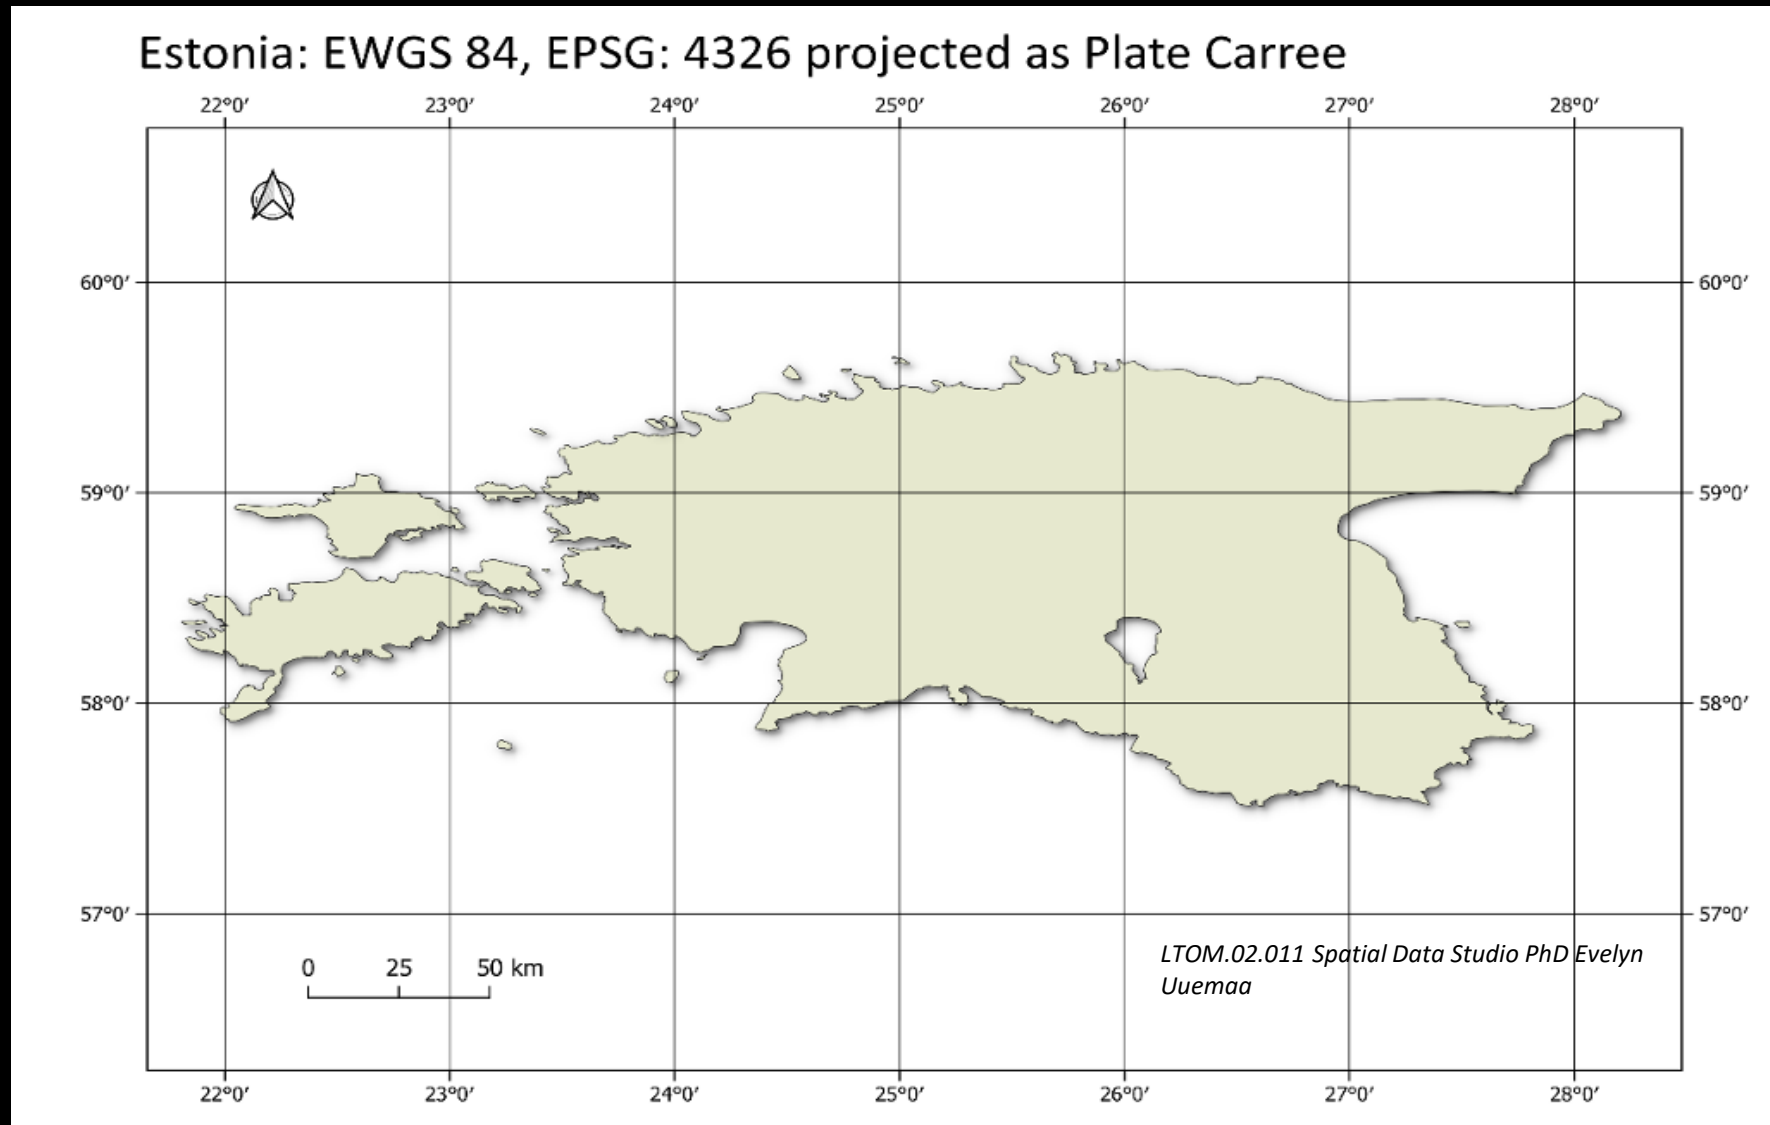 Estonia: EWGS 84, EPSG: 4326 projected as Plate Carree
22°0′ 23°0′ 24°0′ 25°0′ 26°0′ 27°0′ 28°0′
60°0′ 60°0′
59°0′ 59°0′
58°0′ 58°0′
57°0′ 57°0′
LTOM.02.011 Spatial Data Studio PhD Evelyn
Uuemaa
0 25 50 km
22°0′ 23°0′ 24°0′ 25°0′ 26°0′ 27°0′ 28°0′